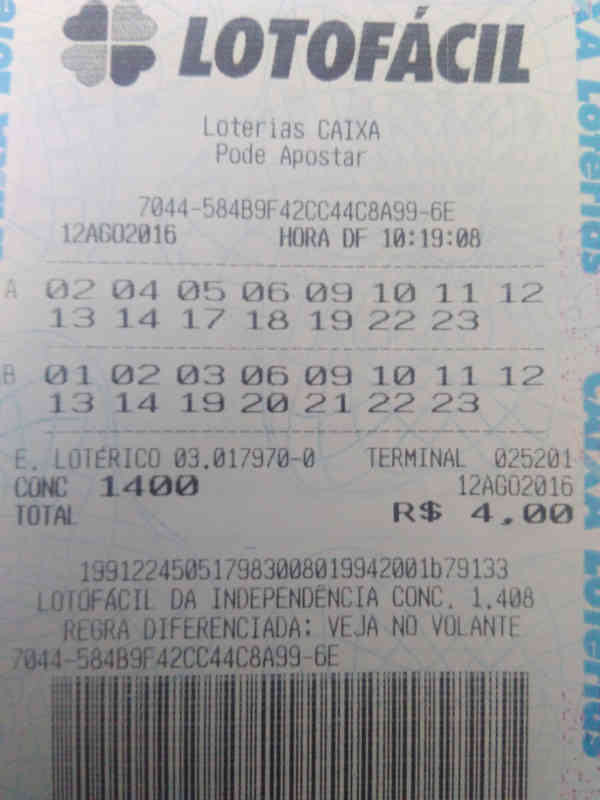 LOTOFÁCIL
Loterias CAIXA
Pode Apostar
7044-584B9F42CC44C8A99-6E
12AGO2016 HORA DF 10:19:08
A 02 04 05 06 09 10 11 12
13 14 17 18 19 22 23
B 01 02 03 06 09 10 11 12
13 14 19 20 21 22 23
E. LOTÉRICO 03.017970-0 TERMINAL 025201
CONC 1400 12AGO2016
TOTAL R$ 4,00
199122450517983008019942001b79133
LOTOFÁCIL DA INDEPENDÊNCIA CONC. 1.408
REGRA DIFERENCIADA: VEJA NO VOLANTE
7044-584B9F42CC44C8A99-6E
CAIXA Loterias